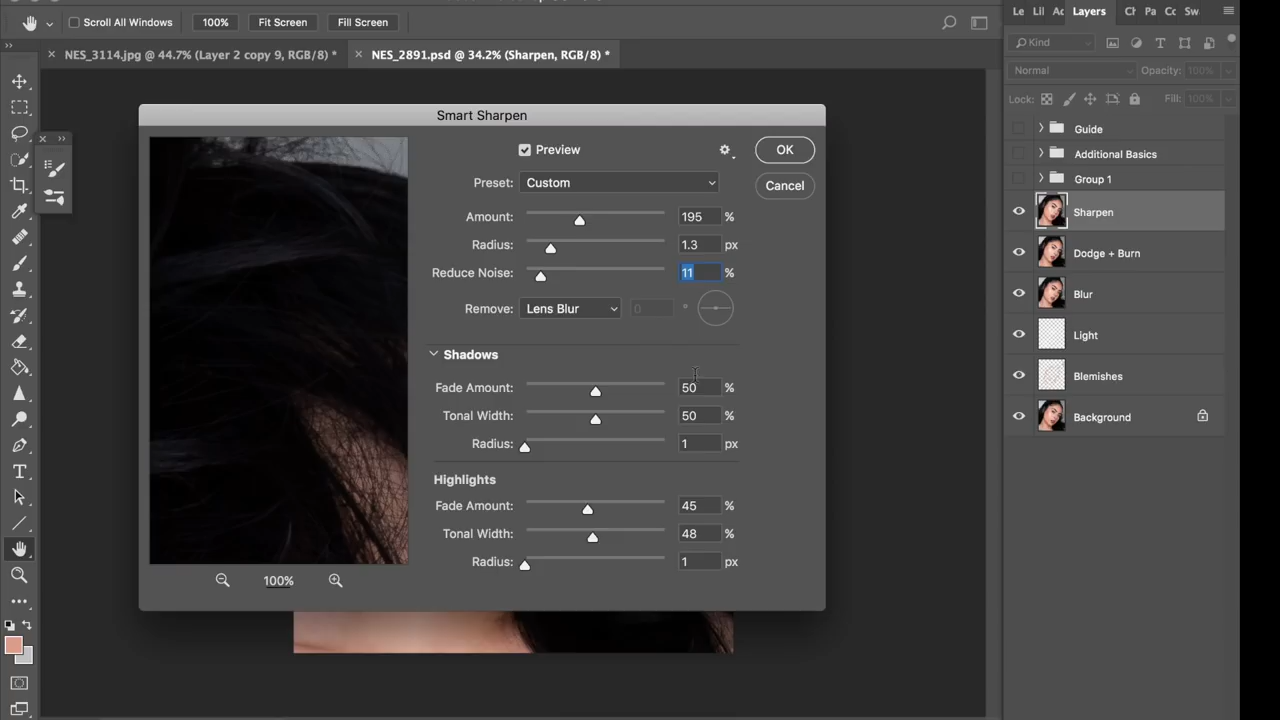 Scroll All Windows
100%
Fit Screen
Fill Screen
Le
Layers
Pa
Sw
NES_3114.jpg @ 44.7% (Layer 2 copy 9, RGB/8) *
NES_2891.psd @ 34.2% (Sharpen, RGB/8) *
Kind
Normal
Opacity: 100%
Lock:
Fill: 100%
Guide
Additional Basics
Group 1
Sharpen
Dodge + Burn
Blur
Light
Blemishes
Background
Smart Sharpen
Preview
OK
Preset: Custom
Cancel
Amount: 195 %
Radius: 1.3 px
Reduce Noise: 11 %
Remove: Lens Blur 0 °
Shadows
Fade Amount: 50 %
Tonal Width: 50 %
Radius: 1 px
Highlights
Fade Amount: 45 %
Tonal Width: 48 %
Radius: 1 px
100%